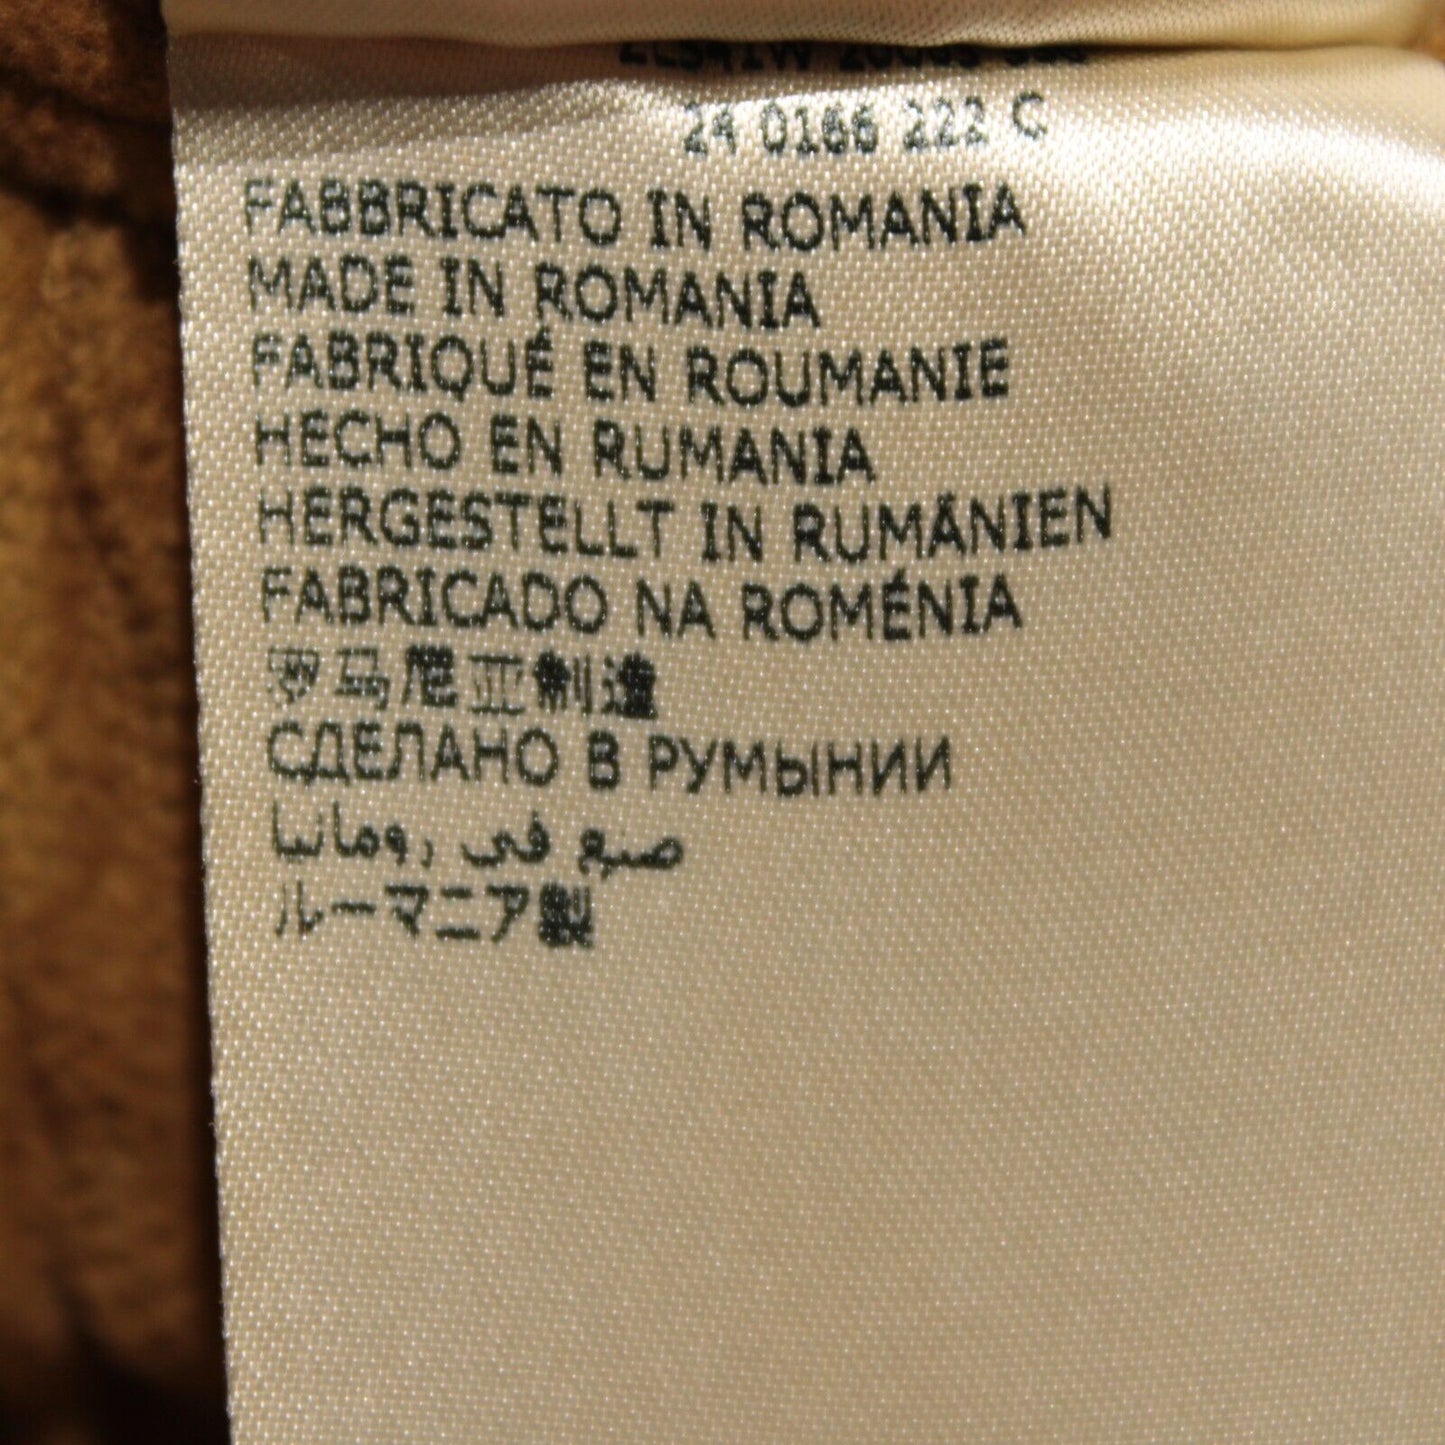 24 0166 222 C
FABBRICATO IN ROMANIA
MADE IN ROMANIA
FABRIQUÉ EN ROUMANIE
HECHO EN RUMANIA
HERGESTELLT IN RUMÄNIEN
FABRICADO NA ROMÉNIA
罗马尼亚制造
СДЕЛАНО В РУМЫНИИ
صنع في رومانيا
ルーマニア製